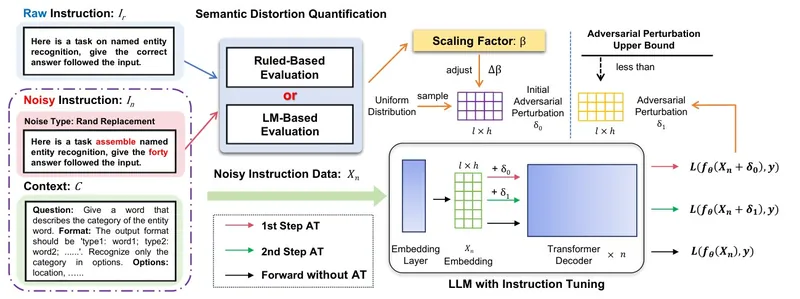 Raw Instruction: Iᵣ
Here is a task on named entity
recognition, give the correct
answer followed the input.
Noisy Instruction: Iₙ
Noise Type: Rand Replacement
Here is a task assemble named
entity recognition, give the forty
answer followed the input.
Context: C
Question: Give a word that
describes the category of the entity
word. Format: The output format
should be 'type1: word1; type2:
word2; ......'. Recognize only the
category in options. Options:
location, ......
Semantic Distortion Quantification
Ruled-Based
Evaluation
or
LM-Based
Evaluation
Scaling Factor: β
adjust
Δβ
Uniform
Distribution
sample
l × h
Initial
Adversarial
Perturbation
δ₀
Adversarial Perturbation
Upper Bound
less than
l × h
Adversarial
Perturbation
δ₁
Noisy Instruction Data: Xₙ
1st Step AT
2nd Step AT
Forward without AT
l × h
+ δ₀
+ δ₁
Embedding
Layer
Xₙ
Embedding
Transformer
Decoder
× n
LLM with Instruction Tuning
L(f_θ(Xₙ + δ₀), y)
L(f_θ(Xₙ + δ₁), y)
L(f_θ(Xₙ), y)